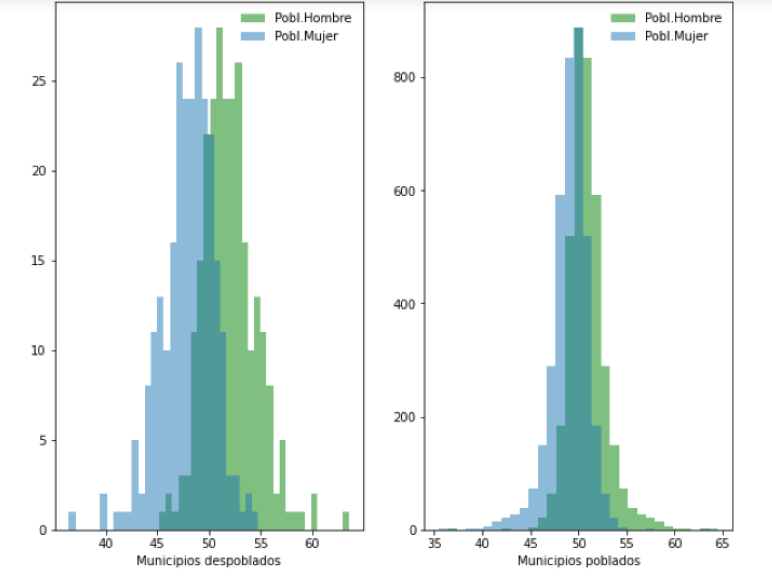 Pobl.Hombre
Pobl.Mujer
25
20
15
10
5
0
40 45 50 55 60
Municipios despoblados
Pobl.Hombre
Pobl.Mujer
800
600
400
200
0
35 40 45 50 55 60 65
Municipios poblados